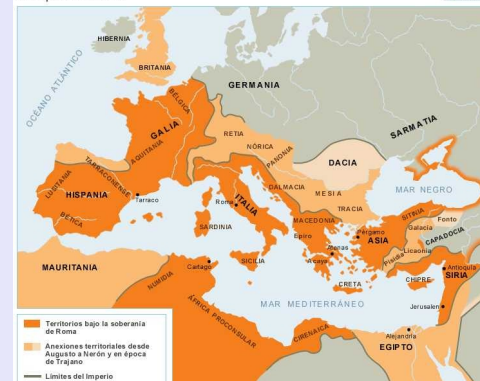 HIBERNIA
BRITANIA
OCÉANO ATLÁNTICO
GERMANIA
BÉLGICA
SARMATIA
GALIA
AQUITANIA
RETIA
NÓRICA
PANONIA
DACIA
LUSITANIA
TARRACONENSE
HISPANIA
Tarraco
BÉTICA
Roma
ITALIA
DALMACIA
MESIA
MAR NEGRO
TRACIA
SARDINIA
MACEDONIA
Epiro
Pérgamo
BITINIA
Ponto
Galacia
CAPADOCIA
ASIA
Atenas
Acaya
Licaonia
Pisidia
MAURITANIA
Cartago
SICILIA
NUMIDIA
CRETA
CHIPRE
Antioquía
SIRIA
ÁFRICA PROCONSULAR
MAR MEDITERRÁNEO
Jerusalen
CIRENAICA
Alejandría
EGIPTO
Territorios bajo la soberanía
de Roma
Anexiones territoriales desde
Augusto a Nerón y en época
de Trajano
Límites del Imperio